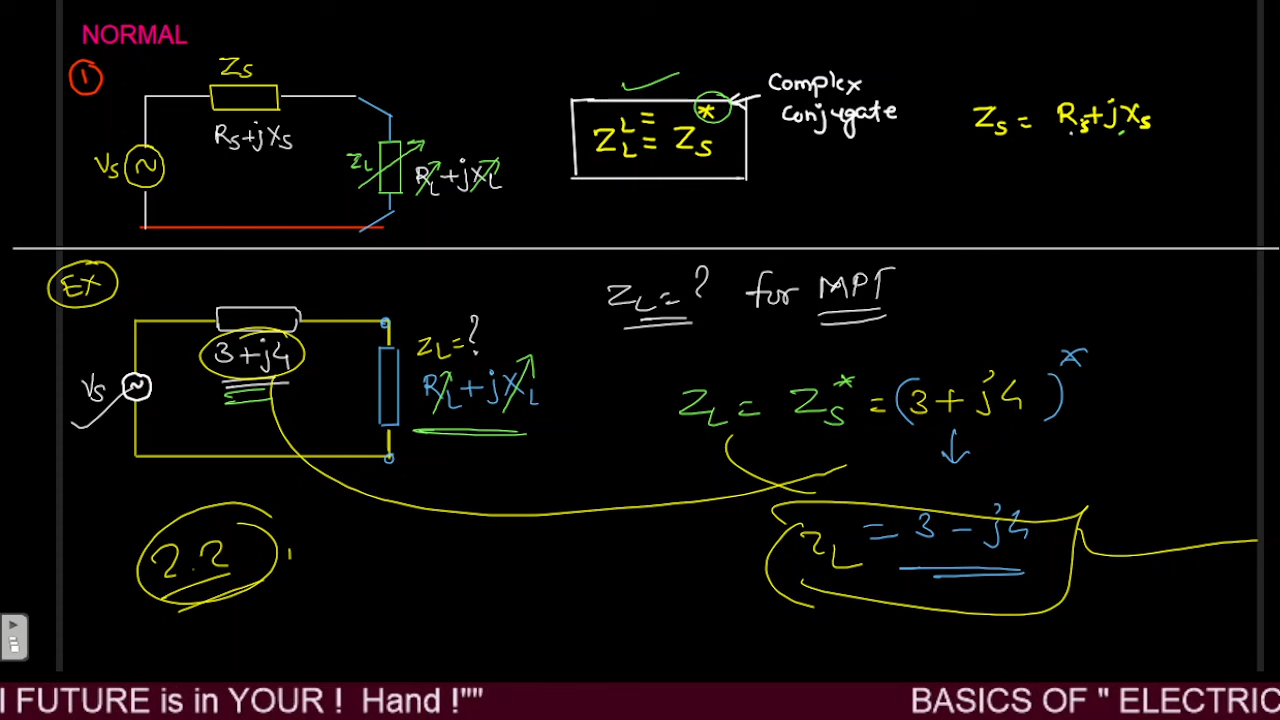 NORMAL
①
Zs
Rs+jXs
Vs
ZL
RL+jXL
ZL = Zs*
Complex
Conjugate
Zs = Rs+jXs
EX
ZL=? for MPT
3+j4
ZL=?
RL+jXL
Vs
ZL = Zs* = (3+j4)*
ZL = 3-j4
2.2
I FUTURE is in YOUR ! Hand !""
BASICS OF " ELECTRIC